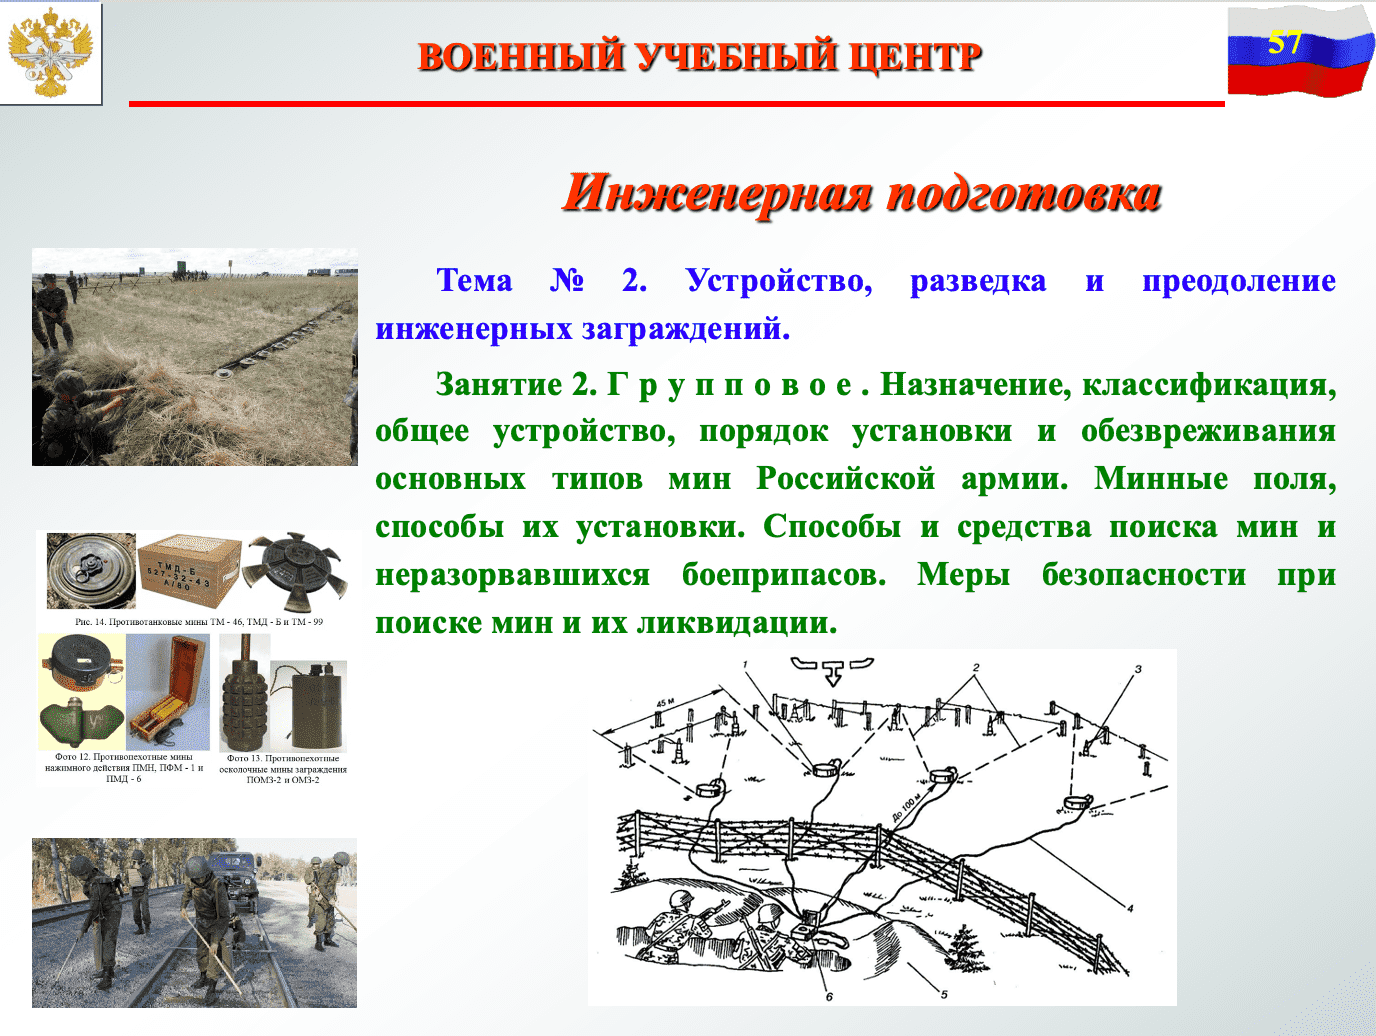 ВОЕННЫЙ УЧЕБНЫЙ ЦЕНТР
57
Инженерная подготовка
Тема № 2. Устройство, разведка и преодоление
инженерных заграждений.
Занятие 2. Г р у п п о в о е . Назначение, классификация,
общее устройство, порядок установки и обезвреживания
основных типов мин Российской армии. Минные поля,
способы их установки. Способы и средства поиска мин и
неразорвавшихся боеприпасов. Меры безопасности при
поиске мин и их ликвидации.
ТМД-Б
527-32-43
А/80
Рис. 14. Противотанковые мины ТМ - 46, ТМД - Б и ТМ - 99
Фото 12. Противопехотные мины
нажимного действия ПМН, ПФМ - 1 и
ПМД - 6
Фото 13. Противопехотные
осколочные мины заграждения
ПОМЗ-2 и ОМЗ-2
1
2
3
45 м
До 100 м
4
5
6